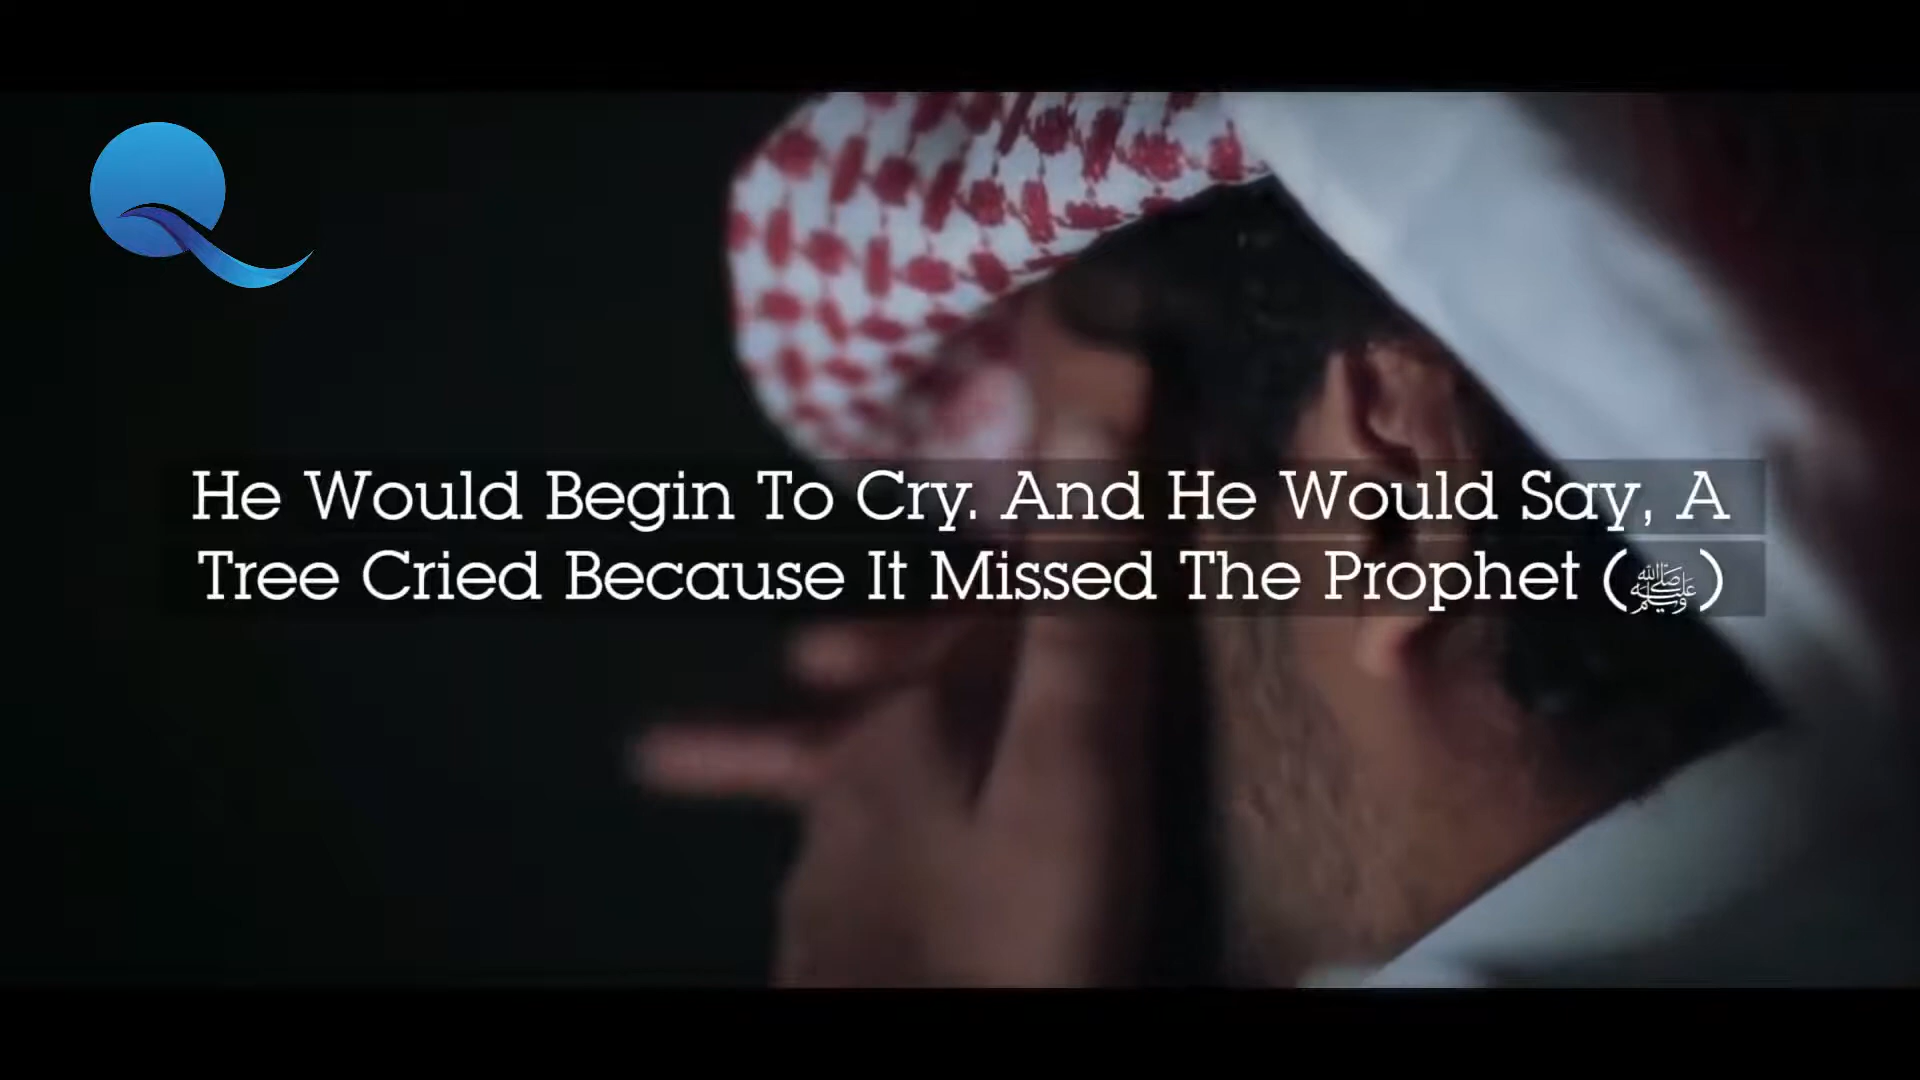 He Would Begin To Cry. And He Would Say, A
Tree Cried Because It Missed The Prophet (ﷺ)